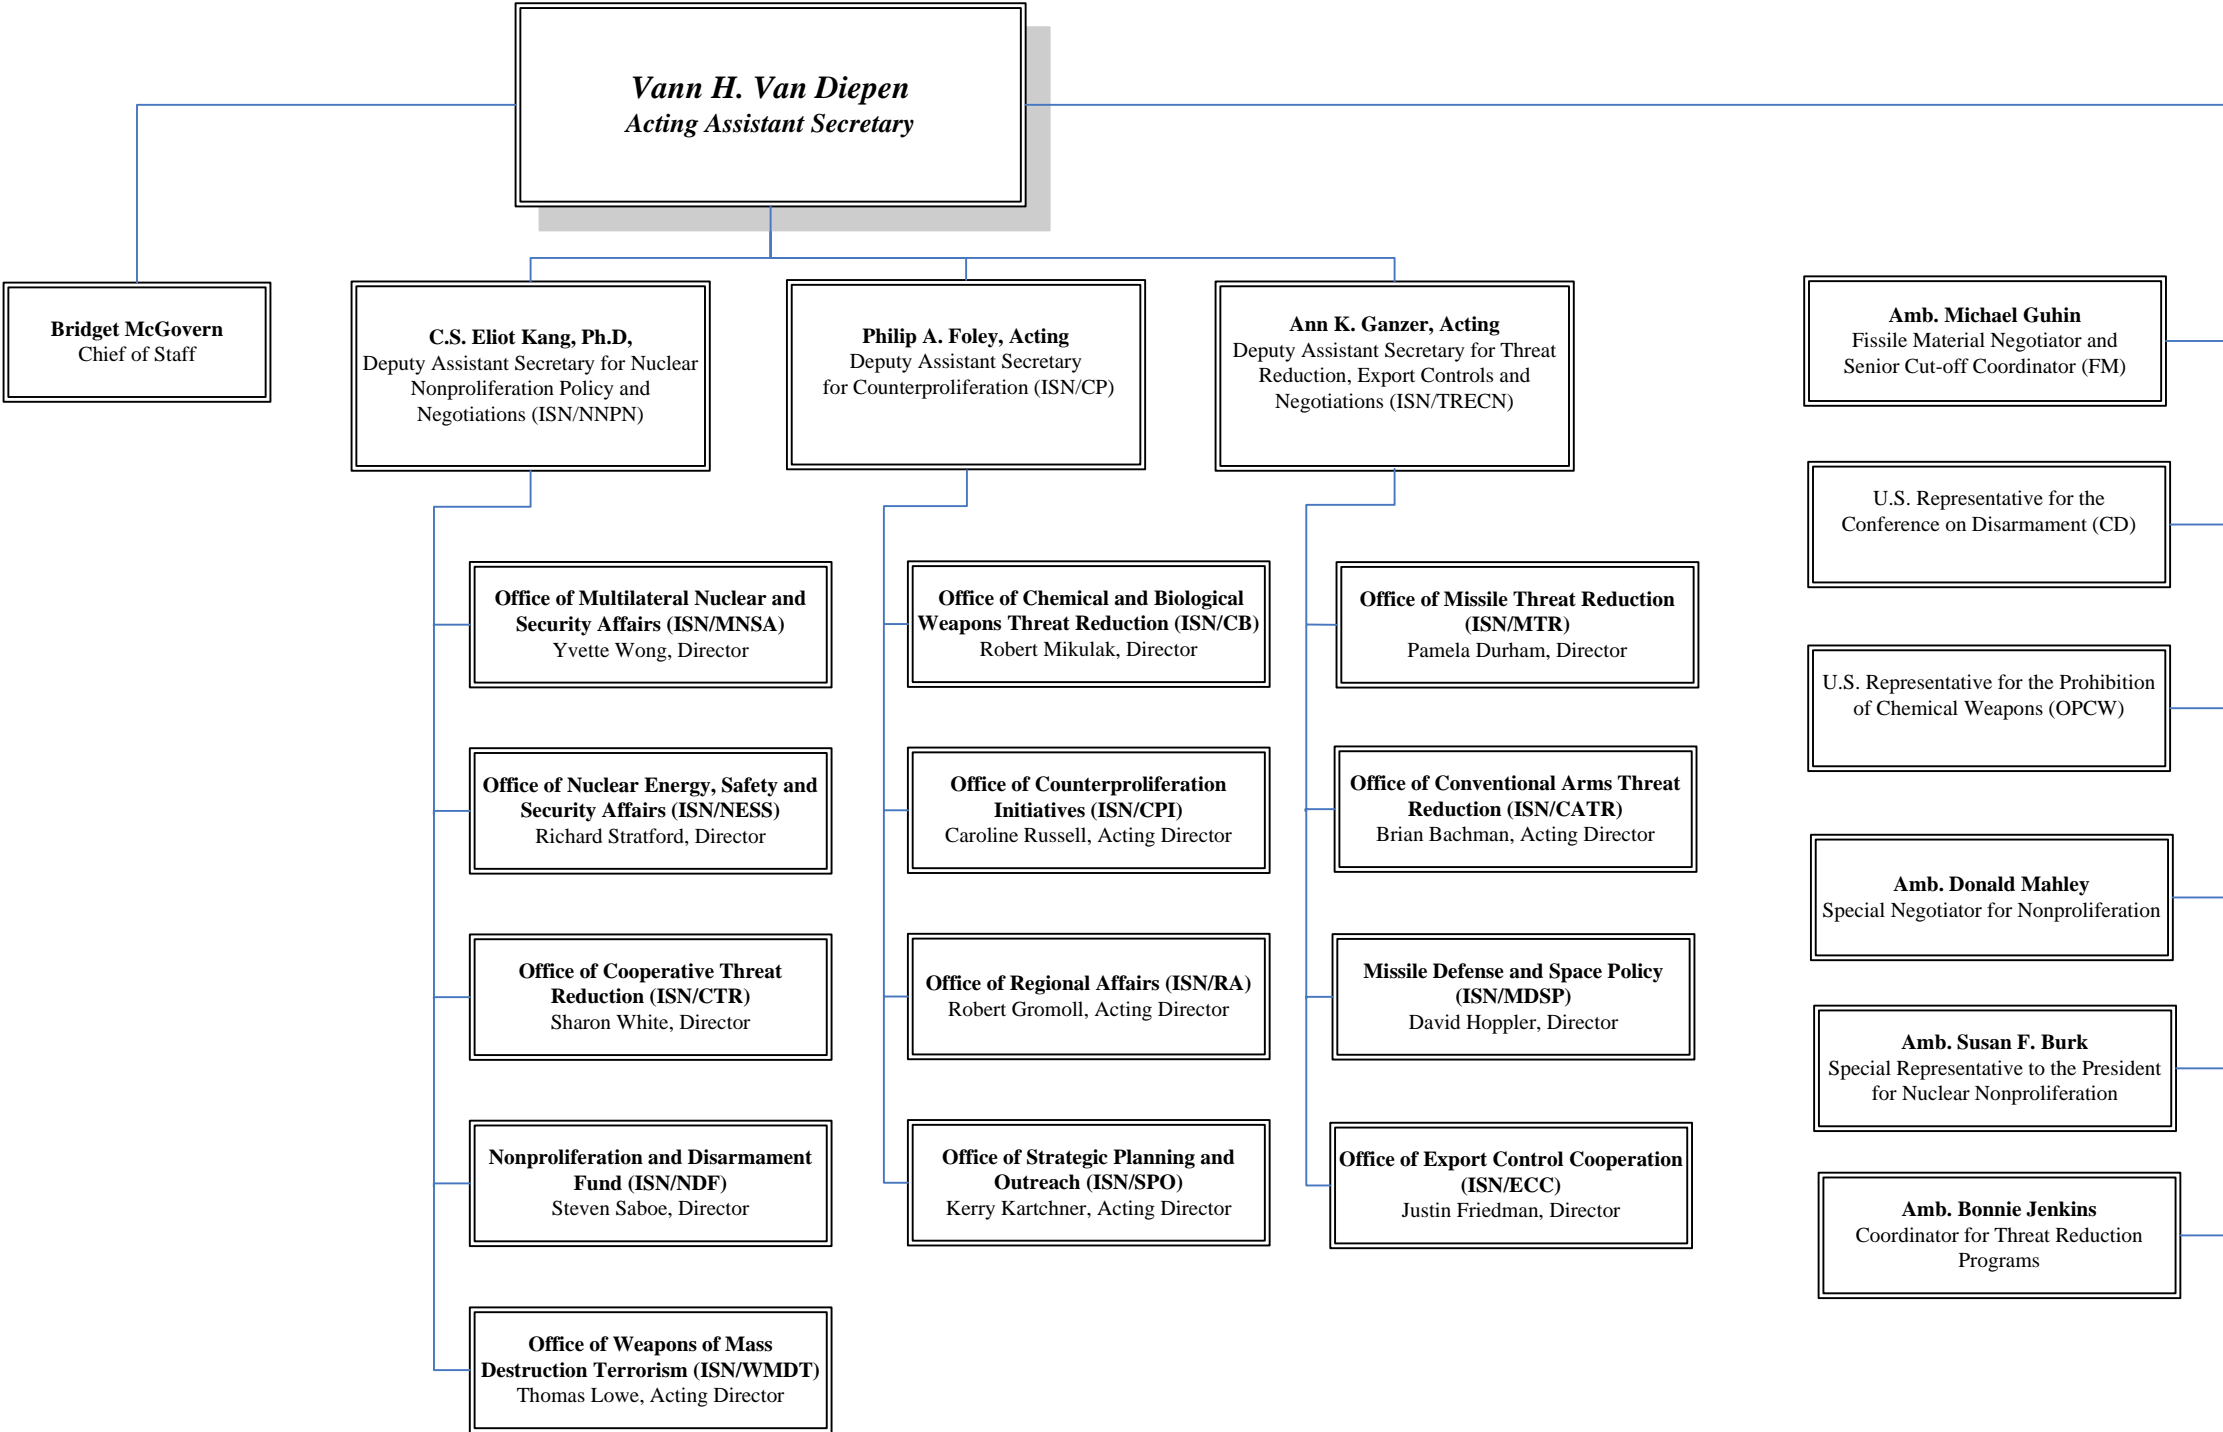 Vann H. Van Diepen
Acting Assistant Secretary
Bridget McGovern
Chief of Staff
C.S. Eliot Kang, Ph.D,
Deputy Assistant Secretary for Nuclear
Nonproliferation Policy and
Negotiations (ISN/NNPN)
Philip A. Foley, Acting
Deputy Assistant Secretary
for Counterproliferation (ISN/CP)
Ann K. Ganzer, Acting
Deputy Assistant Secretary for Threat
Reduction, Export Controls and
Negotiations (ISN/TRECN)
Amb. Michael Guhin
Fissile Material Negotiator and
Senior Cut-off Coordinator (FM)
U.S. Representative for the
Conference on Disarmament (CD)
U.S. Representative for the Prohibition
of Chemical Weapons (OPCW)
Amb. Donald Mahley
Special Negotiator for Nonproliferation
Amb. Susan F. Burk
Special Representative to the President
for Nuclear Nonproliferation
Amb. Bonnie Jenkins
Coordinator for Threat Reduction
Programs
Office of Multilateral Nuclear and
Security Affairs (ISN/MNSA)
Yvette Wong, Director
Office of Nuclear Energy, Safety and
Security Affairs (ISN/NESS)
Richard Stratford, Director
Office of Cooperative Threat
Reduction (ISN/CTR)
Sharon White, Director
Nonproliferation and Disarmament
Fund (ISN/NDF)
Steven Saboe, Director
Office of Weapons of Mass
Destruction Terrorism (ISN/WMDT)
Thomas Lowe, Acting Director
Office of Chemical and Biological
Weapons Threat Reduction (ISN/CB)
Robert Mikulak, Director
Office of Counterproliferation
Initiatives (ISN/CPI)
Caroline Russell, Acting Director
Office of Regional Affairs (ISN/RA)
Robert Gromoll, Acting Director
Office of Strategic Planning and
Outreach (ISN/SPO)
Kerry Kartchner, Acting Director
Office of Missile Threat Reduction
(ISN/MTR)
Pamela Durham, Director
Office of Conventional Arms Threat
Reduction (ISN/CATR)
Brian Bachman, Acting Director
Missile Defense and Space Policy
(ISN/MDSP)
David Hoppler, Director
Office of Export Control Cooperation
(ISN/ECC)
Justin Friedman, Director